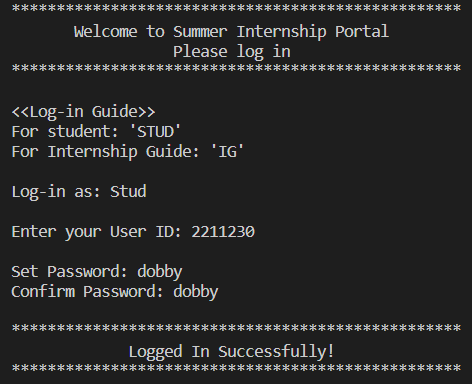 **************************************************
Welcome to Summer Internship Portal
Please log in
**************************************************
<<Log-in Guide>>
For student: 'STUD'
For Internship Guide: 'IG'
Log-in as: Stud
Enter your User ID: 2211230
Set Password: dobby
Confirm Password: dobby
**************************************************
Logged In Successfully!
**************************************************